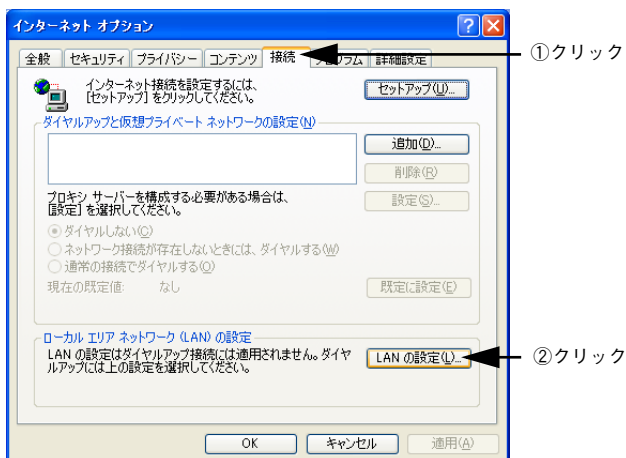 インターネット オプション
全般 セキュリティ プライバシー コンテンツ 接続 プログラム 詳細設定
①クリック
インターネット接続を設定するには、
[セットアップ] をクリックしてください。
セットアップ(U)...
ダイヤルアップと仮想プライベート ネットワークの設定(N)
追加(D)...
削除(R)
プロキシ サーバーを構成する必要がある場合は、
[設定] を選択してください。
設定(S)...
ダイヤルしない(C)
ネットワーク接続が存在しないときには、ダイヤルする(W)
通常の接続でダイヤルする(O)
現在の既定値: なし
既定に設定(E)
ローカル エリア ネットワーク (LAN) の設定
LAN の設定はダイヤルアップ接続には適用されません。ダイヤ
ルアップには上の設定を選択してください。
LAN の設定(L)...
②クリック
OK キャンセル 適用(A)